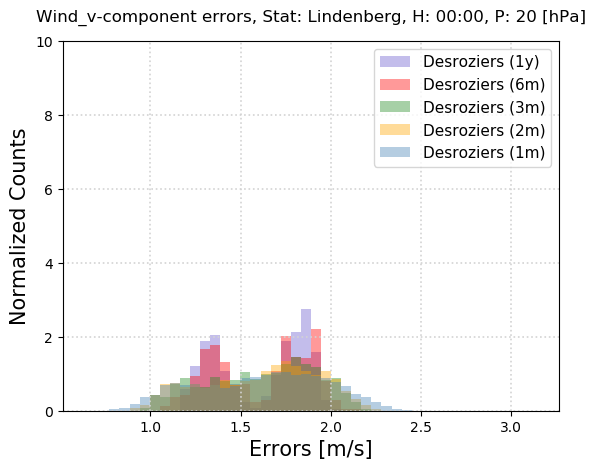 Wind_v-component errors, Stat: Lindenberg, H: 00:00, P: 20 [hPa]
10
8
6
4
2
0
Normalized Counts
Desroziers (1y)
Desroziers (6m)
Desroziers (3m)
Desroziers (2m)
Desroziers (1m)
1.0 1.5 2.0 2.5 3.0
Errors [m/s]